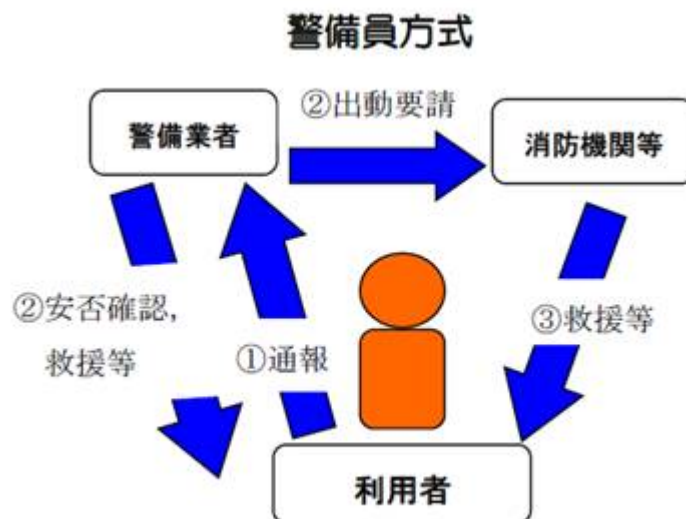 警備員方式
②出動要請
警備業者
消防機関等
②安否確認,
救援等
①通報
③救援等
利用者